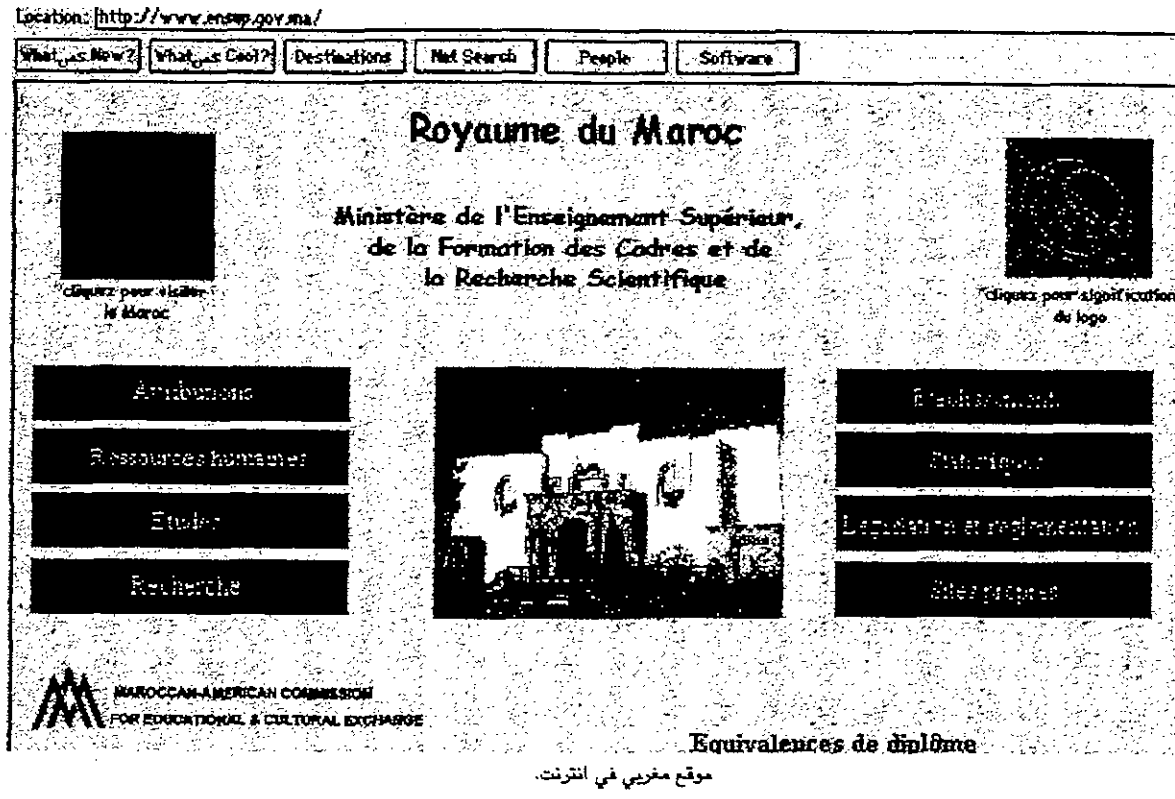 Location: http://www.ensup.gov.ma/
What's New? What's Cool? Destinations Net Search People Software
Royaume du Maroc
Ministère de l'Enseignemant Supérieur,
de la Formation des Cadres et de
la Recherche Scientifique
"cliquez pour visiter
le Maroc
"cliquez pour signification
du logo
Attributions
Ressources humaines
Etudes
Recherche
Etablissements
Statistiques
Législation et réglementation
Sites propres
MAROCCAN-AMERICAN COMMISSION
FOR EDUCATIONAL & CULTURAL EXCHANGE
Equivalences de diplôme
موقع مغربي في انترنت.